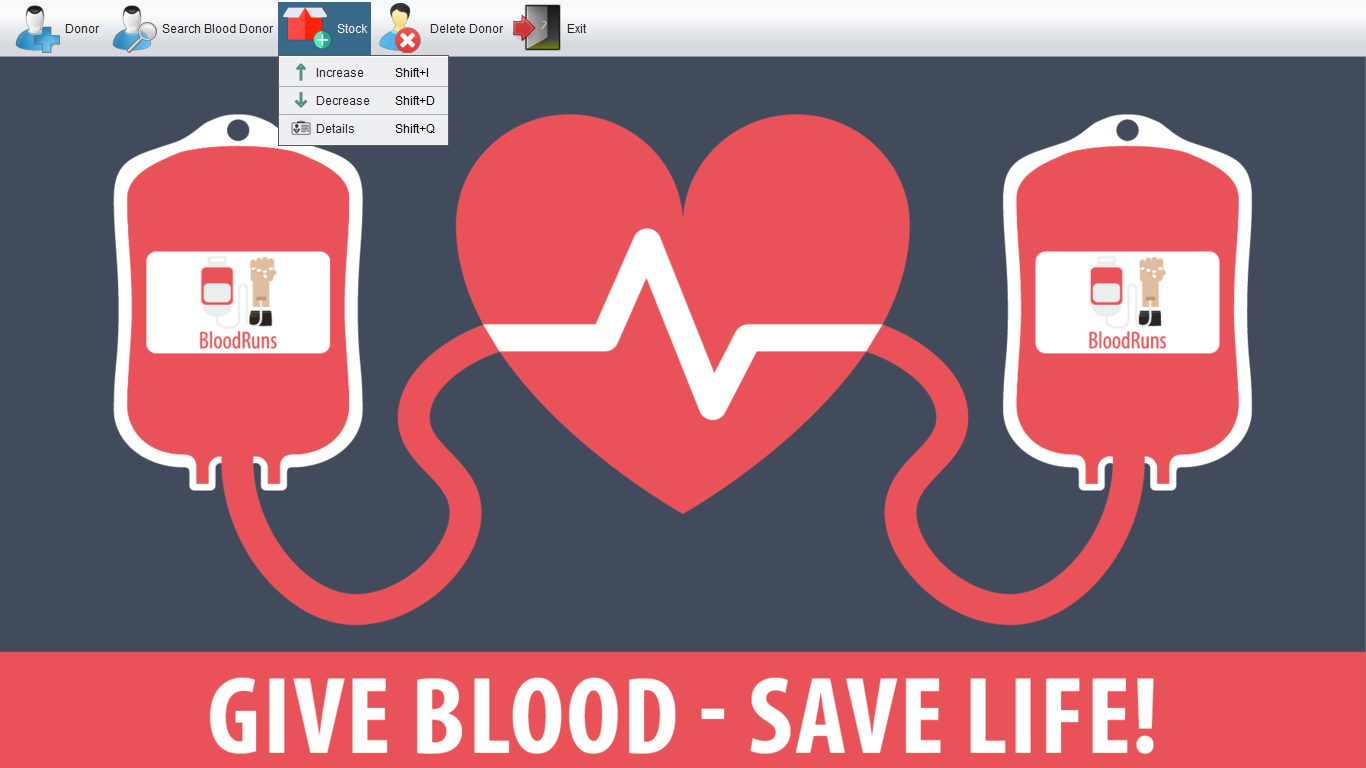 Donor Search Blood Donor Stock Delete Donor Exit
Increase Shift+I
Decrease Shift+D
Details Shift+Q
BloodRuns BloodRuns
GIVE BLOOD - SAVE LIFE!